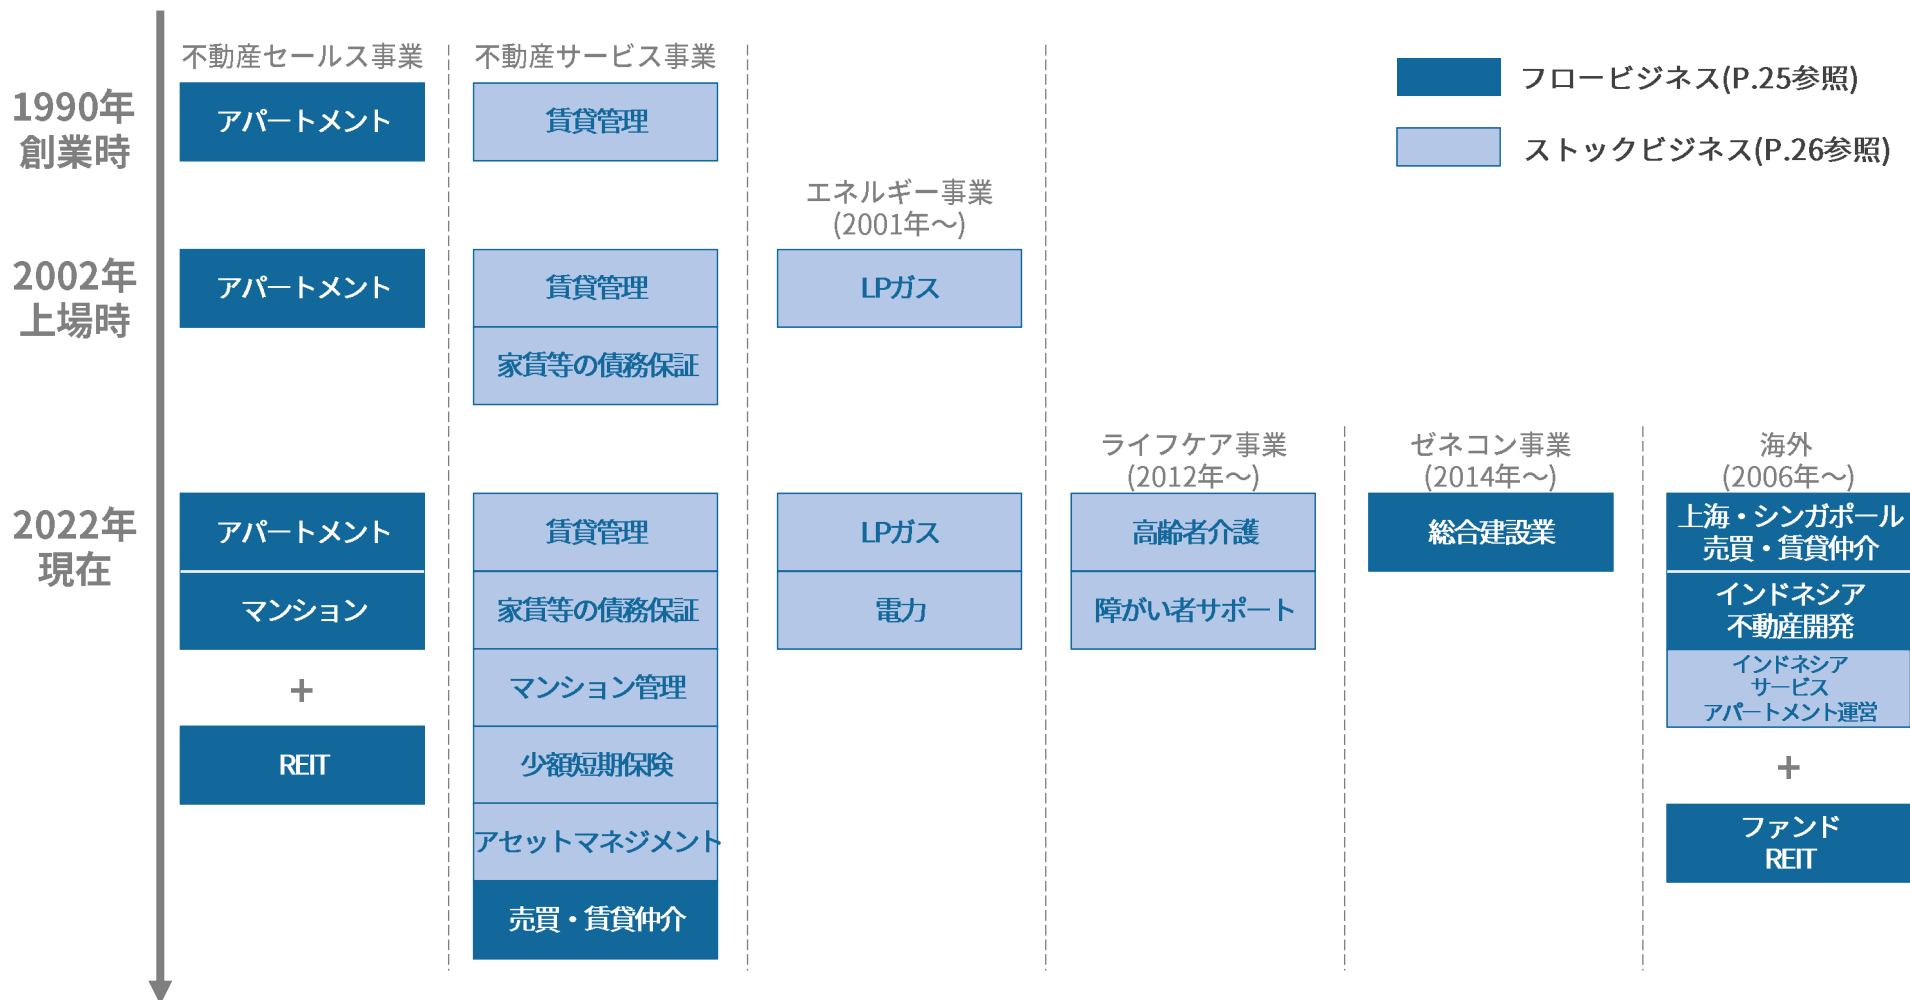 不動産セールス事業
不動産サービス事業
フロービジネス(P.25参照)
ストックビジネス(P.26参照)
1990年
創業時
アパートメント
賃貸管理
エネルギー事業
(2001年～)
2002年
上場時
アパートメント
賃貸管理
LPガス
家賃等の債務保証
ライフケア事業
(2012年～)
ゼネコン事業
(2014年～)
海外
(2006年～)
2022年
現在
アパートメント
賃貸管理
LPガス
高齢者介護
総合建設業
上海・シンガポール
売買・賃貸仲介
マンション
家賃等の債務保証
電力
障がい者サポート
インドネシア
不動産開発
+
マンション管理
インドネシア
サービス
アパートメント運営
REIT
少額短期保険
+
アセットマネジメント
ファンド
REIT
売買・賃貸仲介